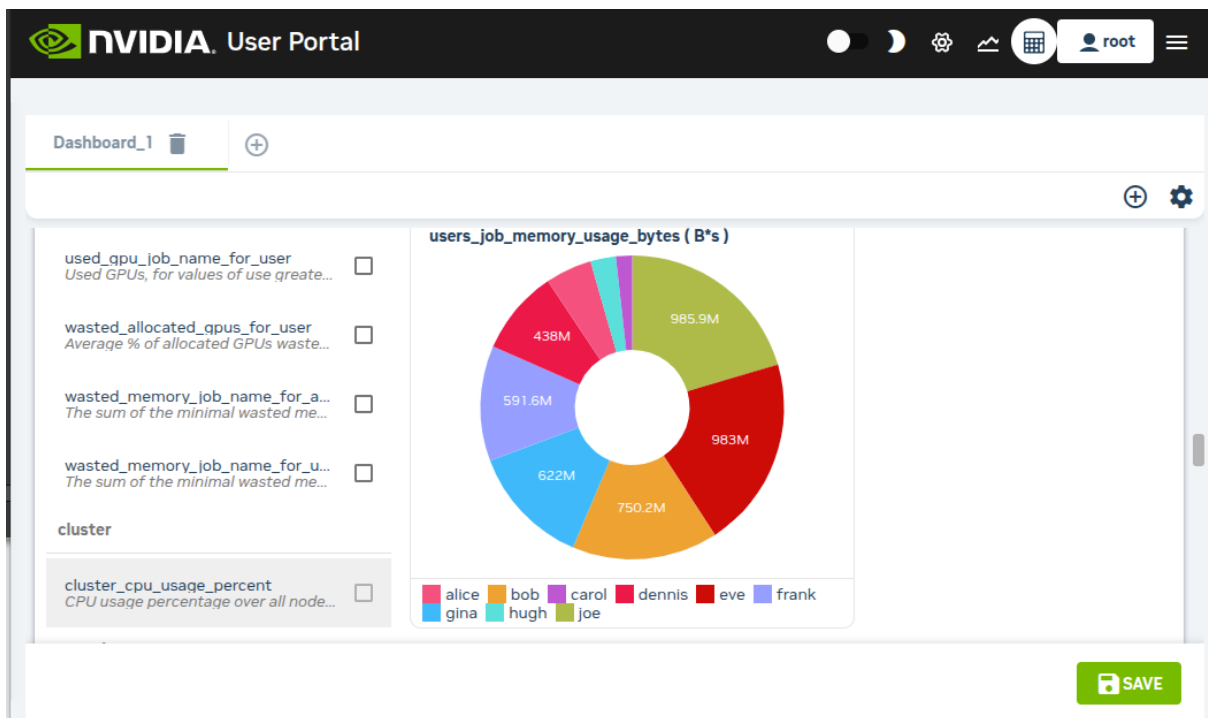 NVIDIA. User Portal
root
Dashboard_1
users_job_memory_usage_bytes ( B*s )
used_gpu_job_name_for_user
Used GPUs, for values of use greate...
wasted_allocated_gpus_for_user
Average % of allocated GPUs waste...
wasted_memory_job_name_for_a...
The sum of the minimal wasted me...
wasted_memory_job_name_for_u...
The sum of the minimal wasted me...
cluster
cluster_cpu_usage_percent
CPU usage percentage over all node...
985.9M
438M
591.6M
983M
622M
750.2M
alice bob carol dennis eve frank
gina hugh joe
SAVE